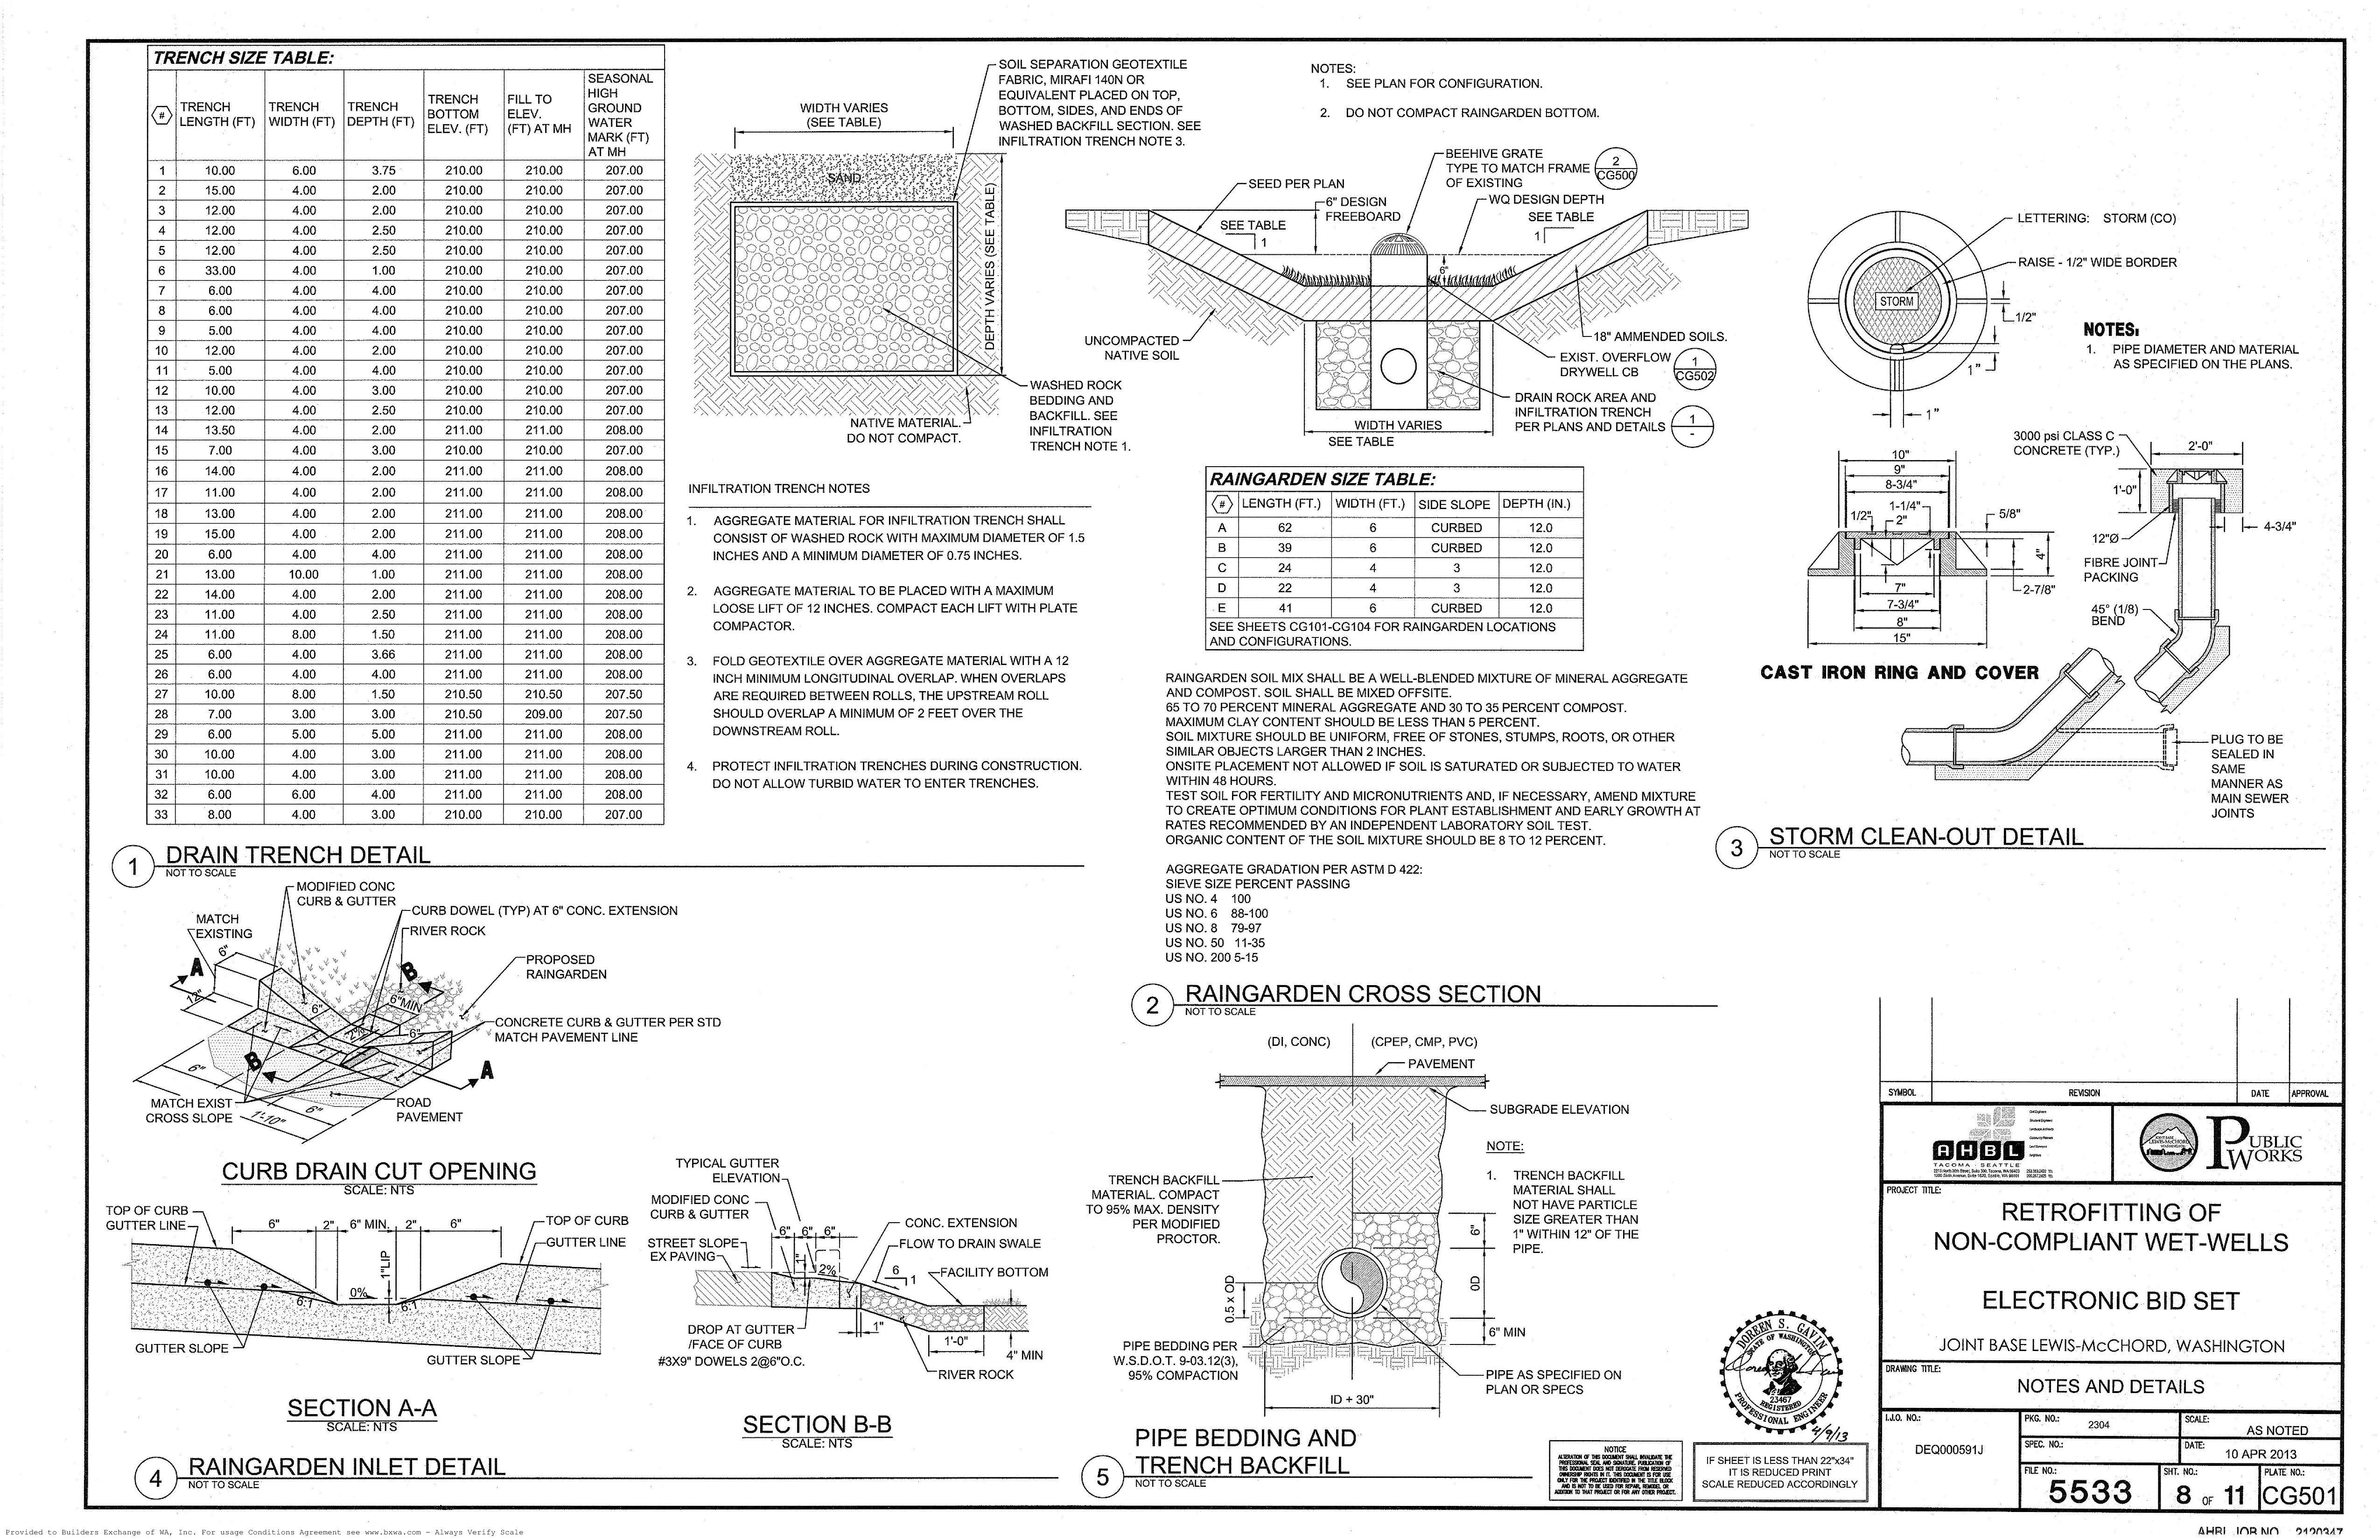 TRENCH SIZE TABLE:
# TRENCH LENGTH (FT) TRENCH WIDTH (FT) TRENCH DEPTH (FT) TRENCH BOTTOM ELEV. (FT) FILL TO ELEV. (FT) AT MH SEASONAL HIGH GROUND WATER MARK (FT) AT MH
1 10.00 6.00 3.75 210.00 210.00 207.00
2 15.00 4.00 2.00 210.00 210.00 207.00
3 12.00 4.00 2.00 210.00 210.00 207.00
4 12.00 4.00 2.50 210.00 210.00 207.00
5 12.00 4.00 2.50 210.00 210.00 207.00
6 33.00 4.00 1.00 210.00 210.00 207.00
7 6.00 4.00 4.00 210.00 210.00 207.00
8 6.00 4.00 4.00 210.00 210.00 207.00
9 5.00 4.00 4.00 210.00 210.00 207.00
10 12.00 4.00 2.00 210.00 210.00 207.00
11 5.00 4.00 4.00 210.00 210.00 207.00
12 10.00 4.00 3.00 210.00 210.00 207.00
13 12.00 4.00 2.50 210.00 210.00 207.00
14 13.50 4.00 2.00 211.00 211.00 208.00
15 7.00 4.00 3.00 210.00 210.00 207.00
16 14.00 4.00 2.00 211.00 211.00 208.00
17 11.00 4.00 2.00 211.00 211.00 208.00
18 13.00 4.00 2.00 211.00 211.00 208.00
19 15.00 4.00 2.00 211.00 211.00 208.00
20 6.00 4.00 4.00 211.00 211.00 208.00
21 13.00 10.00 1.00 211.00 211.00 208.00
22 14.00 4.00 2.00 211.00 211.00 208.00
23 11.00 4.00 2.50 211.00 211.00 208.00
24 11.00 8.00 1.50 211.00 211.00 208.00
25 6.00 4.00 3.66 211.00 211.00 208.00
26 6.00 4.00 4.00 211.00 211.00 208.00
27 10.00 8.00 1.50 210.50 210.50 207.50
28 7.00 3.00 3.00 210.50 209.00 207.50
29 6.00 5.00 5.00 211.00 211.00 208.00
30 10.00 4.00 3.00 211.00 211.00 208.00
31 10.00 4.00 3.00 211.00 211.00 208.00
32 6.00 6.00 4.00 211.00 211.00 208.00
33 8.00 4.00 3.00 210.00 210.00 207.00
WIDTH VARIES
(SEE TABLE)
SOIL SEPARATION GEOTEXTILE
FABRIC, MIRAFI 140N OR
EQUIVALENT PLACED ON TOP,
BOTTOM, SIDES, AND ENDS OF
WASHED BACKFILL SECTION. SEE
INFILTRATION TRENCH NOTE 3.
SAND
DEPTH VARIES (SEE TABLE)
WASHED ROCK
BEDDING AND
BACKFILL. SEE
INFILTRATION
TRENCH NOTE 1.
NATIVE MATERIAL.
DO NOT COMPACT.
INFILTRATION TRENCH NOTES
1. AGGREGATE MATERIAL FOR INFILTRATION TRENCH SHALL
CONSIST OF WASHED ROCK WITH MAXIMUM DIAMETER OF 1.5
INCHES AND A MINIMUM DIAMETER OF 0.75 INCHES.
2. AGGREGATE MATERIAL TO BE PLACED WITH A MAXIMUM
LOOSE LIFT OF 12 INCHES. COMPACT EACH LIFT WITH PLATE
COMPACTOR.
3. FOLD GEOTEXTILE OVER AGGREGATE MATERIAL WITH A 12
INCH MINIMUM LONGITUDINAL OVERLAP. WHEN OVERLAPS
ARE REQUIRED BETWEEN ROLLS, THE UPSTREAM ROLL
SHOULD OVERLAP A MINIMUM OF 2 FEET OVER THE
DOWNSTREAM ROLL.
4. PROTECT INFILTRATION TRENCHES DURING CONSTRUCTION.
DO NOT ALLOW TURBID WATER TO ENTER TRENCHES.
1 DRAIN TRENCH DETAIL
NOT TO SCALE
NOTES:
1. SEE PLAN FOR CONFIGURATION.
2. DO NOT COMPACT RAINGARDEN BOTTOM.
BEEHIVE GRATE
TYPE TO MATCH FRAME
OF EXISTING
2
CG500
SEED PER PLAN
6" DESIGN
FREEBOARD
WQ DESIGN DEPTH
SEE TABLE
1
SEE TABLE
1
6"
UNCOMPACTED
NATIVE SOIL
18" AMMENDED SOILS.
EXIST. OVERFLOW
DRYWELL CB
1
CG502
DRAIN ROCK AREA AND
INFILTRATION TRENCH
PER PLANS AND DETAILS
1
-
WIDTH VARIES
SEE TABLE
RAINGARDEN SIZE TABLE:
# LENGTH (FT.) WIDTH (FT.) SIDE SLOPE DEPTH (IN.)
A 62 6 CURBED 12.0
B 39 6 CURBED 12.0
C 24 4 3 12.0
D 22 4 3 12.0
E 41 6 CURBED 12.0
SEE SHEETS CG101-CG104 FOR RAINGARDEN LOCATIONS
AND CONFIGURATIONS.
RAINGARDEN SOIL MIX SHALL BE A WELL-BLENDED MIXTURE OF MINERAL AGGREGATE
AND COMPOST. SOIL SHALL BE MIXED OFFSITE.
65 TO 70 PERCENT MINERAL AGGREGATE AND 30 TO 35 PERCENT COMPOST.
MAXIMUM CLAY CONTENT SHOULD BE LESS THAN 5 PERCENT.
SOIL MIXTURE SHOULD BE UNIFORM, FREE OF STONES, STUMPS, ROOTS, OR OTHER
SIMILAR OBJECTS LARGER THAN 2 INCHES.
ONSITE PLACEMENT NOT ALLOWED IF SOIL IS SATURATED OR SUBJECTED TO WATER
WITHIN 48 HOURS.
TEST SOIL FOR FERTILITY AND MICRONUTRIENTS AND, IF NECESSARY, AMEND MIXTURE
TO CREATE OPTIMUM CONDITIONS FOR PLANT ESTABLISHMENT AND EARLY GROWTH AT
RATES RECOMMENDED BY AN INDEPENDENT LABORATORY SOIL TEST.
ORGANIC CONTENT OF THE SOIL MIXTURE SHOULD BE 8 TO 12 PERCENT.
AGGREGATE GRADATION PER ASTM D 422:
SIEVE SIZE PERCENT PASSING
US NO. 4 100
US NO. 6 88-100
US NO. 8 79-97
US NO. 50 11-35
US NO. 200 5-15
2 RAINGARDEN CROSS SECTION
NOT TO SCALE
LETTERING: STORM (CO)
RAISE - 1/2" WIDE BORDER
STORM
1/2"
1"
1"
NOTES:
1. PIPE DIAMETER AND MATERIAL
AS SPECIFIED ON THE PLANS.
10"
9"
8-3/4"
1-1/4"
1/2"
2"
5/8"
4"
2-7/8"
7"
7-3/4"
8"
15"
CAST IRON RING AND COVER
3000 psi CLASS C
CONCRETE (TYP.)
2'-0"
1'-0"
4-3/4"
12"Ø
FIBRE JOINT
PACKING
45° (1/8)
BEND
PLUG TO BE
SEALED IN
SAME
MANNER AS
MAIN SEWER
JOINTS
3 STORM CLEAN-OUT DETAIL
NOT TO SCALE
MODIFIED CONC
CURB & GUTTER
MATCH
EXISTING
CURB DOWEL (TYP) AT 6" CONC. EXTENSION
RIVER ROCK
PROPOSED
RAINGARDEN
6"
A
B
12"
6"
6"MIN
2%
6"
CONCRETE CURB & GUTTER PER STD
MATCH PAVEMENT LINE
B
A
6"
MATCH EXIST
CROSS SLOPE
1'-10"
6"
ROAD
PAVEMENT
CURB DRAIN CUT OPENING
SCALE: NTS
TOP OF CURB
GUTTER LINE
6" 2" 6" MIN. 2" 6"
TOP OF CURB
GUTTER LINE
1"LIP
0%
6:1
6:1
GUTTER SLOPE
GUTTER SLOPE
SECTION A-A
SCALE: NTS
TYPICAL GUTTER
ELEVATION
MODIFIED CONC
CURB & GUTTER
6" 6" 6"
CONC. EXTENSION
STREET SLOPE
EX PAVING
FLOW TO DRAIN SWALE
1"
2%
6
1
FACILITY BOTTOM
DROP AT GUTTER
/FACE OF CURB
#3X9" DOWELS 2@6"O.C.
1"
1'-0"
4" MIN
RIVER ROCK
SECTION B-B
SCALE: NTS
4 RAINGARDEN INLET DETAIL
NOT TO SCALE
(DI, CONC) (CPEP, CMP, PVC)
PAVEMENT
SUBGRADE ELEVATION
NOTE:
1. TRENCH BACKFILL
MATERIAL SHALL
NOT HAVE PARTICLE
SIZE GREATER THAN
1" WITHIN 12" OF THE
PIPE.
TRENCH BACKFILL
MATERIAL. COMPACT
TO 95% MAX. DENSITY
PER MODIFIED
PROCTOR.
6"
OD
0.5 x OD
6" MIN
PIPE BEDDING PER
W.S.D.O.T. 9-03.12(3),
95% COMPACTION
PIPE AS SPECIFIED ON
PLAN OR SPECS
ID + 30"
5 PIPE BEDDING AND
TRENCH BACKFILL
NOT TO SCALE
NOTICE
ALTERATION OF THIS DOCUMENT SHALL INVALIDATE THE
PROFESSIONAL SEAL AND SIGNATURE. PUBLICATION OF
THIS DOCUMENT DOES NOT DEROGATE FROM RESERVED
OWNERSHIP RIGHTS IN IT. THIS DOCUMENT IS FOR USE
ONLY FOR THE PROJECT IDENTIFIED IN THE TITLE BLOCK
AND IS NOT TO BE USED FOR REPAIR, REMODEL OR
ADDITION TO THAT PROJECT OR FOR ANY OTHER PROJECT.
DOREEN S. GAVIN
STATE OF WASHINGTON
23467
REGISTERED
PROFESSIONAL ENGINEER
4/9/13
IF SHEET IS LESS THAN 22"x34"
IT IS REDUCED PRINT
SCALE REDUCED ACCORDINGLY
SYMBOL REVISION DATE APPROVAL
AHBL
TACOMA · SEATTLE
PUBLIC WORKS
PROJECT TITLE:
RETROFITTING OF
NON-COMPLIANT WET-WELLS
ELECTRONIC BID SET
JOINT BASE LEWIS-McCHORD, WASHINGTON
DRAWING TITLE:
NOTES AND DETAILS
I.J.O. NO.:
DEQ000591J
PKG. NO.:
2304
SCALE:
AS NOTED
SPEC. NO.:
DATE:
10 APR 2013
FILE NO.:
5533
SHT. NO.:
8 OF 11
PLATE NO.:
CG501
Provided to Builders Exchange of WA, Inc. For usage Conditions Agreement see www.bxwa.com - Always Verify Scale
AHBL JOB NO. 2120347